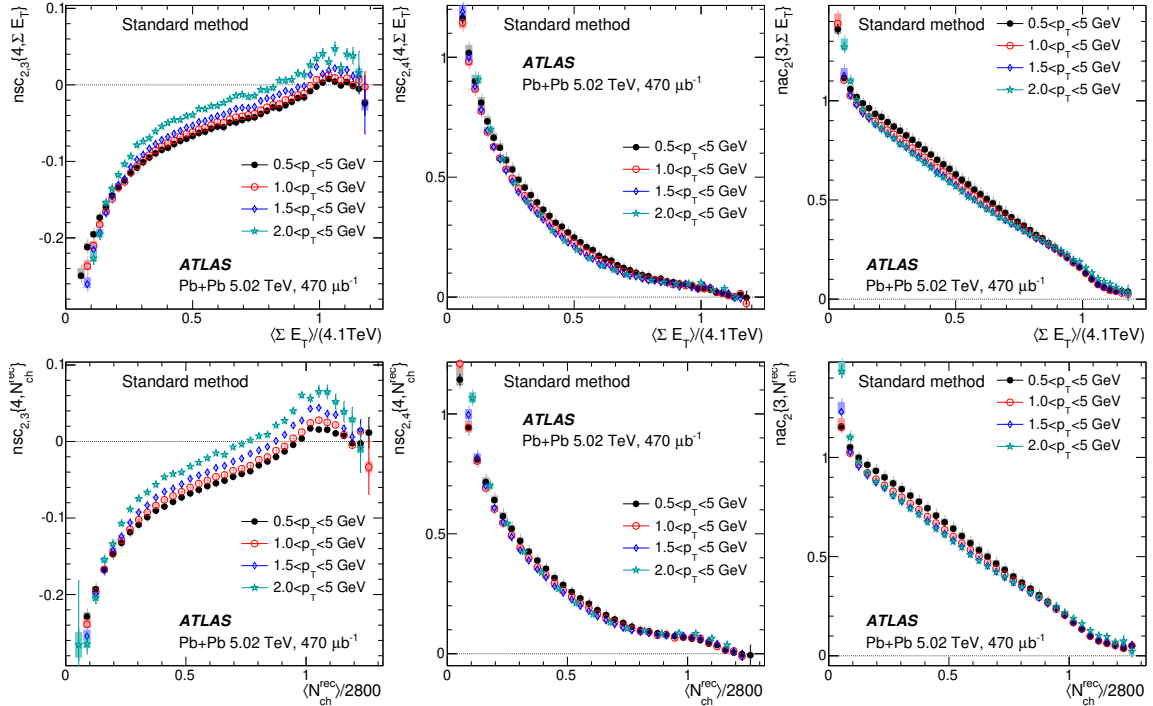 nsc2,3{4,Σ ET}
0.1
0
-0.1
-0.2
Standard method
0.5<pT<5 GeV
1.0<pT<5 GeV
1.5<pT<5 GeV
2.0<pT<5 GeV
ATLAS
Pb+Pb 5.02 TeV, 470 μb-1
0 0.5 1
⟨Σ ET⟩/(4.1TeV)
nsc2,4{4,Σ ET}
1
0.5
0
Standard method
ATLAS
Pb+Pb 5.02 TeV, 470 μb-1
0.5<pT<5 GeV
1.0<pT<5 GeV
1.5<pT<5 GeV
2.0<pT<5 GeV
0 0.5 1
⟨Σ ET⟩/(4.1TeV)
nac2{3,Σ ET}
1
0.5
0
Standard method
0.5<pT<5 GeV
1.0<pT<5 GeV
1.5<pT<5 GeV
2.0<pT<5 GeV
ATLAS
Pb+Pb 5.02 TeV, 470 μb-1
0 0.5 1
⟨Σ ET⟩/(4.1TeV)
nsc2,3{4,Nchrec}
0.1
0
-0.1
-0.2
Standard method
0.5<pT<5 GeV
1.0<pT<5 GeV
1.5<pT<5 GeV
2.0<pT<5 GeV
ATLAS
Pb+Pb 5.02 TeV, 470 μb-1
0 0.5 1
⟨Nchrec⟩/2800
nsc2,4{4,Nchrec}
1
0.5
0
Standard method
ATLAS
Pb+Pb 5.02 TeV, 470 μb-1
0.5<pT<5 GeV
1.0<pT<5 GeV
1.5<pT<5 GeV
2.0<pT<5 GeV
0 0.5 1
⟨Nchrec⟩/2800
nac2{3,Nchrec}
1
0.5
0
Standard method
0.5<pT<5 GeV
1.0<pT<5 GeV
1.5<pT<5 GeV
2.0<pT<5 GeV
ATLAS
Pb+Pb 5.02 TeV, 470 μb-1
0 0.5 1
⟨Nchrec⟩/2800